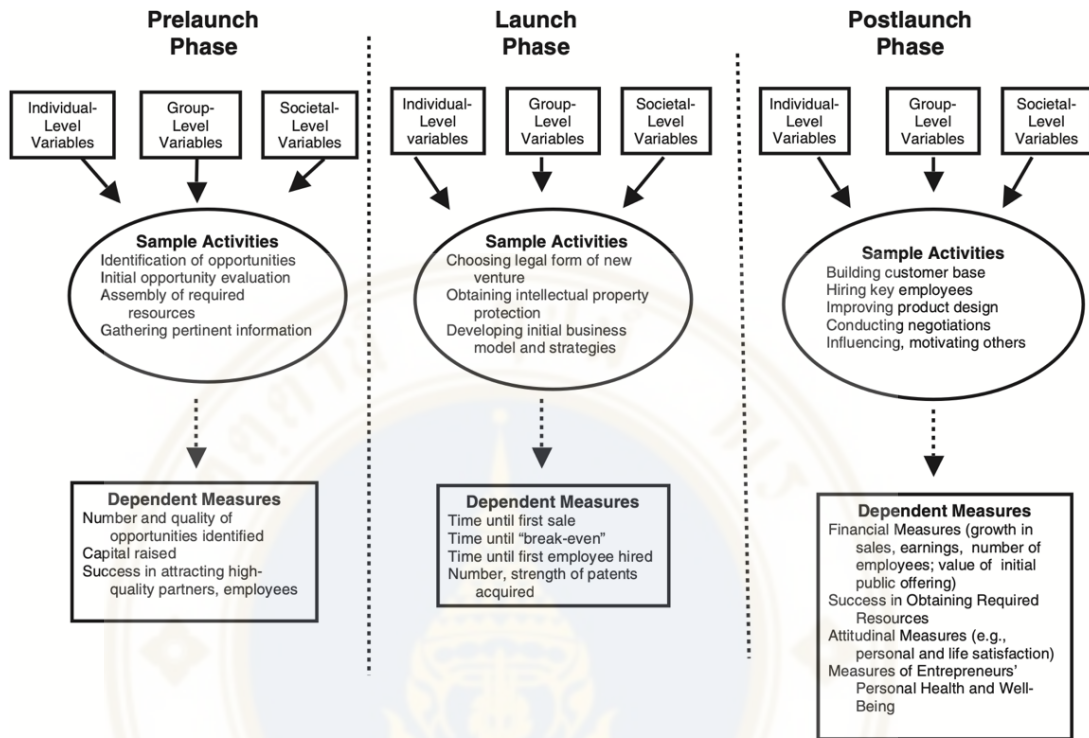 Prelaunch
Phase
Individual-
Level
Variables
Group-
Level
Variables
Societal-
Level
Variables
Sample Activities
Identification of opportunities
Initial opportunity evaluation
Assembly of required
resources
Gathering pertinent information
Dependent Measures
Number and quality of
opportunities identified
Capital raised
Success in attracting high-
quality partners, employees
Launch
Phase
Individual-
Level
variables
Group-
Level
Variables
Societal-
Level
Variables
Sample Activities
Choosing legal form of new
venture
Obtaining intellectual property
protection
Developing initial business
model and strategies
Dependent Measures
Time until first sale
Time until “break-even”
Time until first employee hired
Number, strength of patents
acquired
Postlaunch
Phase
Individual-
Level
Variables
Group-
Level
Variables
Societal-
Level
Variables
Sample Activities
Building customer base
Hiring key employees
Improving product design
Conducting negotiations
Influencing, motivating others
Dependent Measures
Financial Measures (growth in
sales, earnings, number of
employees; value of initial
public offering)
Success in Obtaining Required
Resources
Attitudinal Measures (e.g.,
personal and life satisfaction)
Measures of Entrepreneurs’
Personal Health and Well-
Being